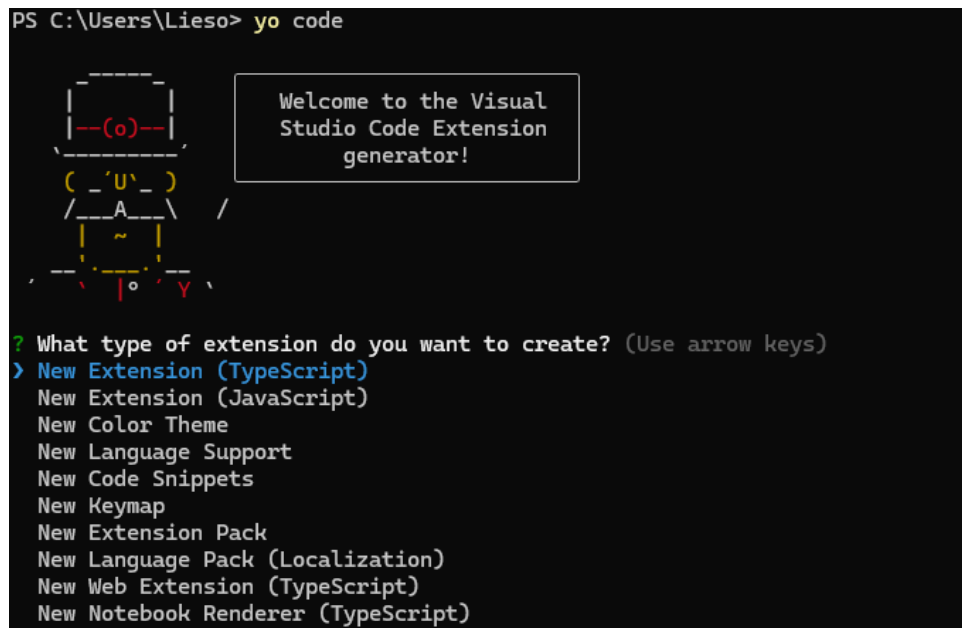 PS C:\Users\Lieso> yo code
Welcome to the Visual
Studio Code Extension
generator!
? What type of extension do you want to create? (Use arrow keys)
❯ New Extension (TypeScript)
New Extension (JavaScript)
New Color Theme
New Language Support
New Code Snippets
New Keymap
New Extension Pack
New Language Pack (Localization)
New Web Extension (TypeScript)
New Notebook Renderer (TypeScript)